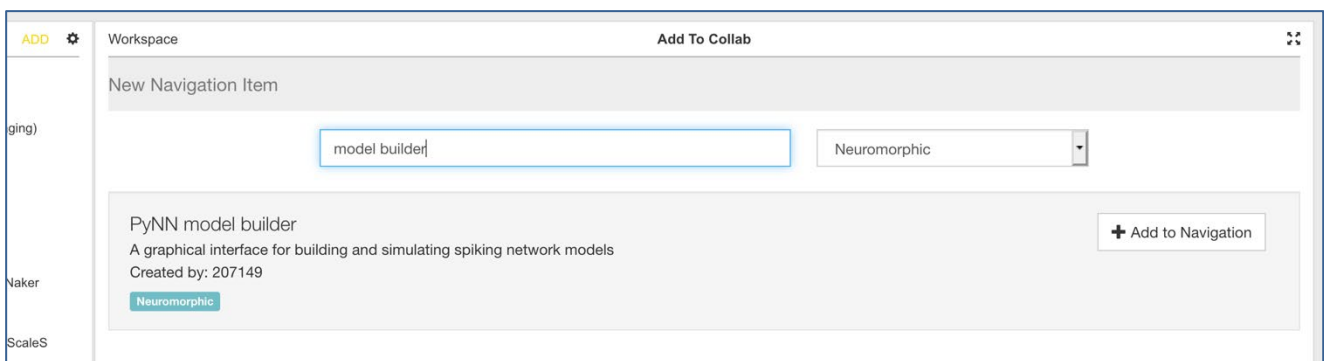 ADD
Workspace
Add To Collab
New Navigation Item
ging)
model builder
Neuromorphic
PyNN model builder
+ Add to Navigation
A graphical interface for building and simulating spiking network models
Created by: 207149
Neuromorphic
Naker
ScaleS